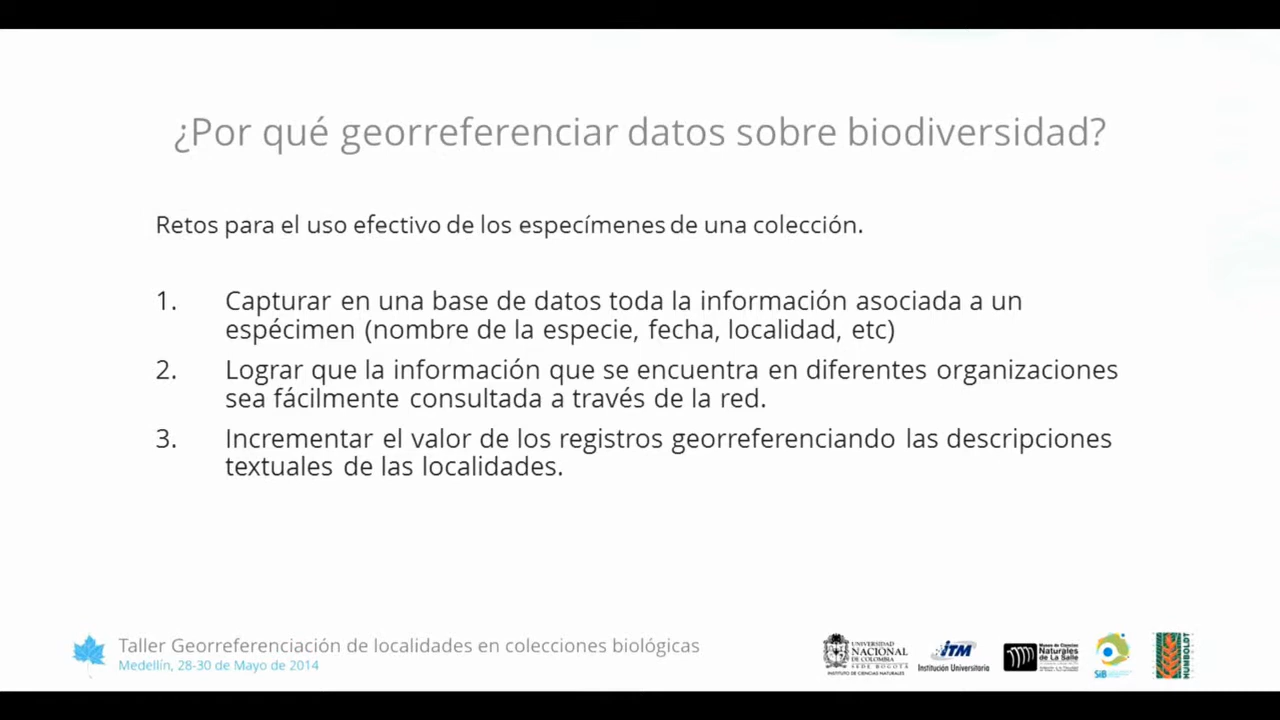 ¿Por qué georreferenciar datos sobre biodiversidad?
Retos para el uso efectivo de los especímenes de una colección.
1. Capturar en una base de datos toda la información asociada a un
espécimen (nombre de la especie, fecha, localidad, etc)
2. Lograr que la información que se encuentra en diferentes organizaciones
sea fácilmente consultada a través de la red.
3. Incrementar el valor de los registros georreferenciando las descripciones
textuales de las localidades.
Taller Georreferenciación de localidades en colecciones biológicas
Medellín, 28-30 de Mayo de 2014
UNIVERSIDAD
NACIONAL
DE COLOMBIA
SEDE BOGOTÁ
INSTITUTO DE CIENCIAS NATURALES
iTM
Institución Universitaria
Museo de Ciencias
Naturales
de La Salle
SiB
HUMBOLDT